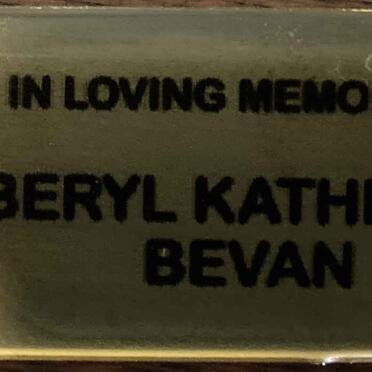 IN LOVING MEMO
BERYL KATH
BEVAN